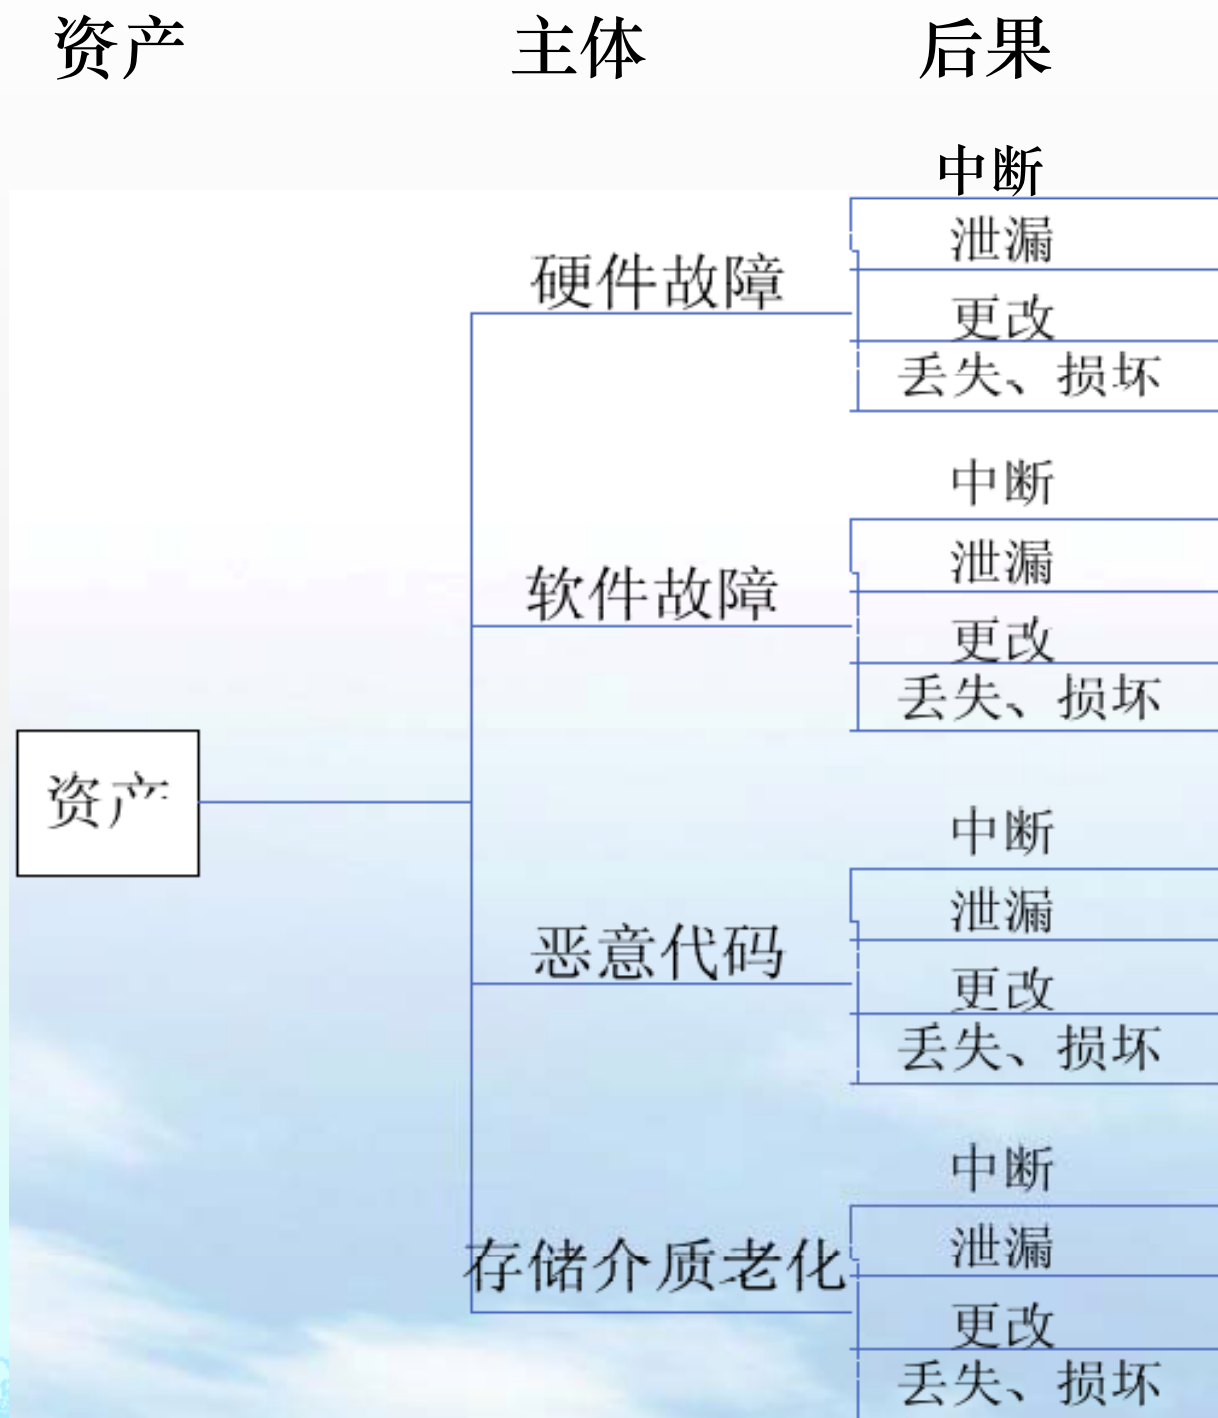 资产 主体 后果
中断
泄漏
硬件故障
更改
丢失、损坏
中断
泄漏
软件故障
更改
丢失、损坏
资产
中断
泄漏
恶意代码
更改
丢失、损坏
中断
泄漏
存储介质老化
更改
丢失、损坏